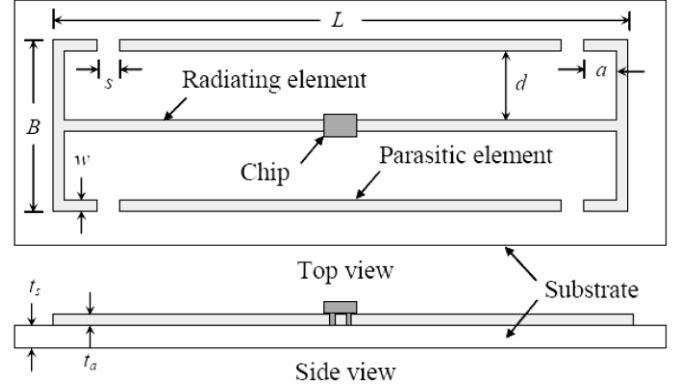 L
s
Radiating element
d
a
B
w
Chip
Parasitic element
Top view
Substrate
ts
ta
Side view